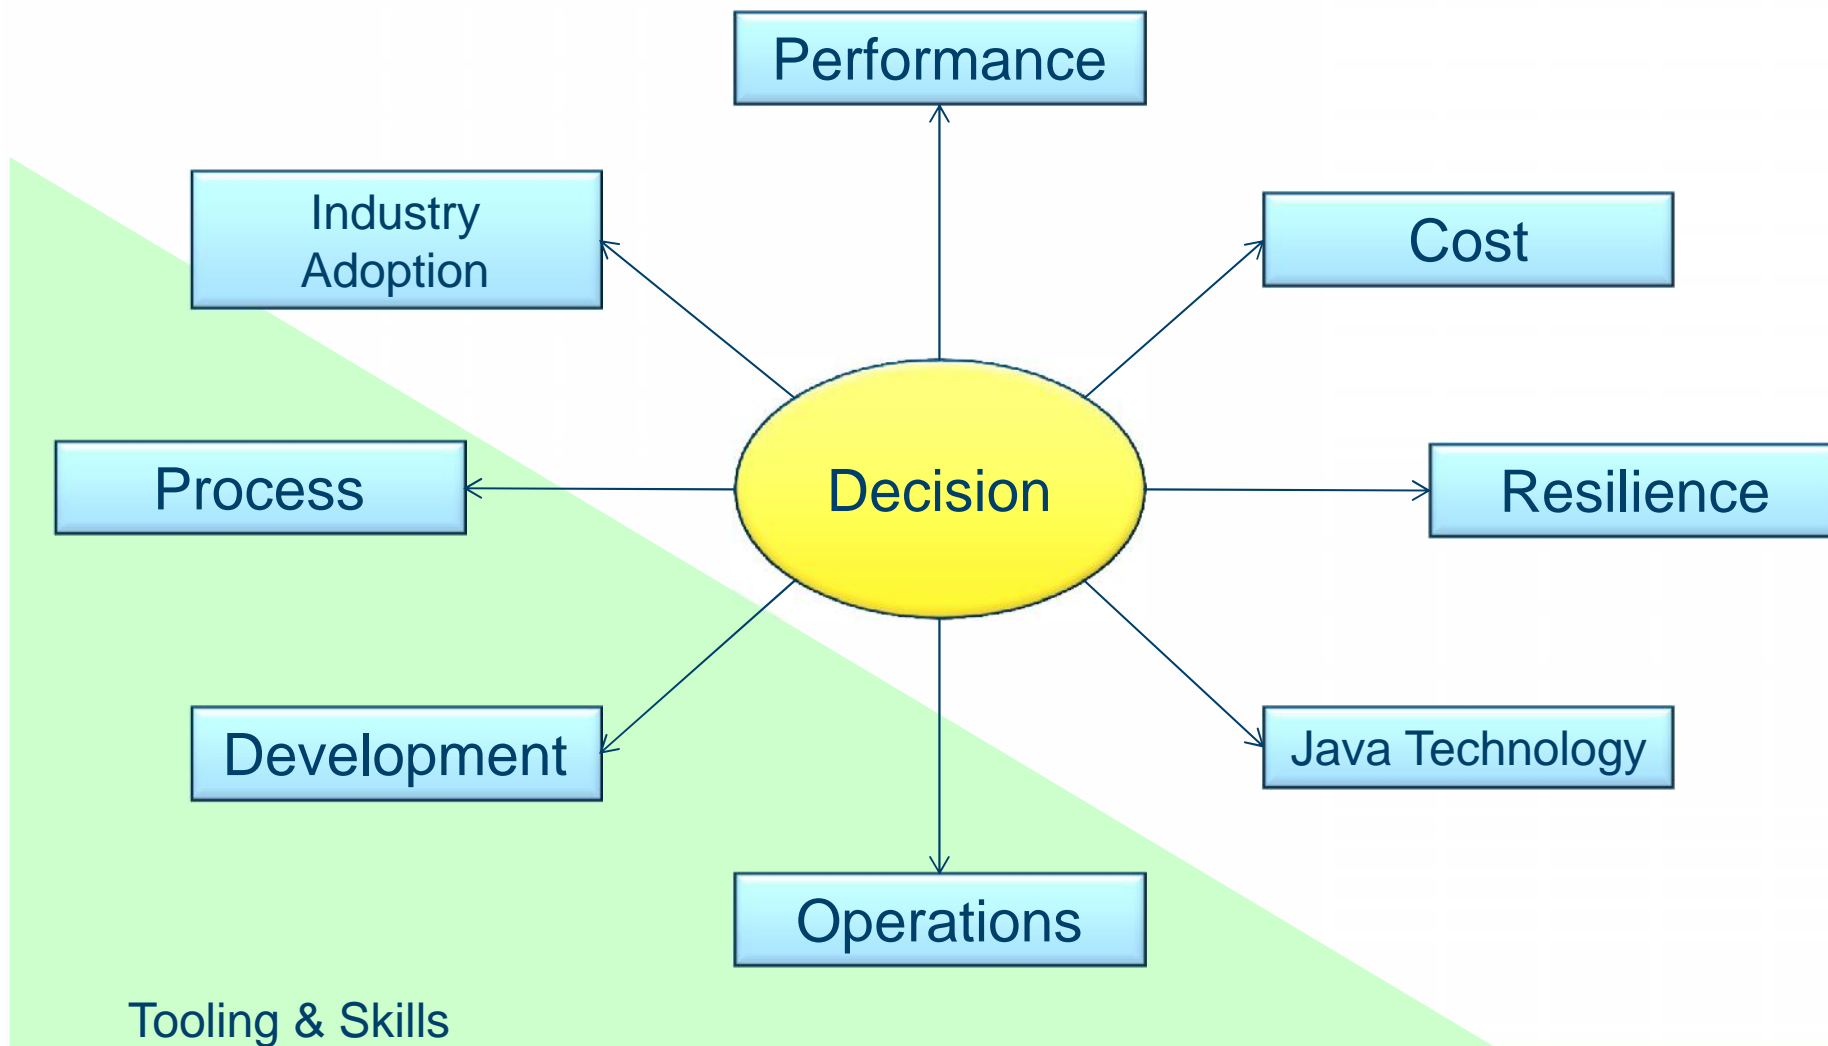 Performance
Industry
Adoption
Cost
Process
Decision
Resilience
Development
Java Technology
Operations
Tooling & Skills